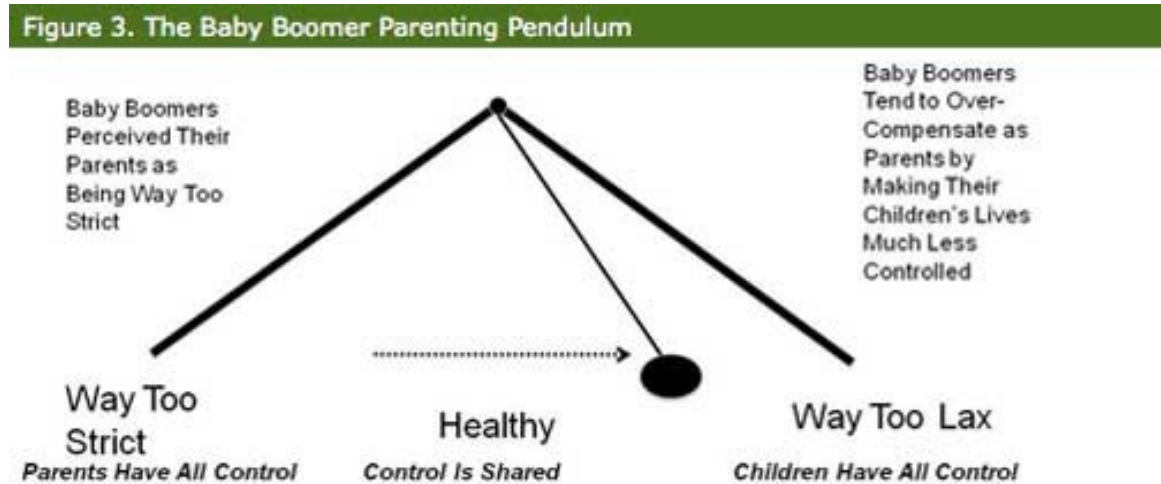 Figure 3. The Baby Boomer Parenting Pendulum
Baby Boomers
Perceived Their
Parents as
Being Way Too
Strict
Baby Boomers
Tend to Over-
Compensate as
Parents by
Making Their
Children's Lives
Much Less
Controlled
Way Too
Strict
Parents Have All Control
Healthy
Control Is Shared
Way Too Lax
Children Have All Control